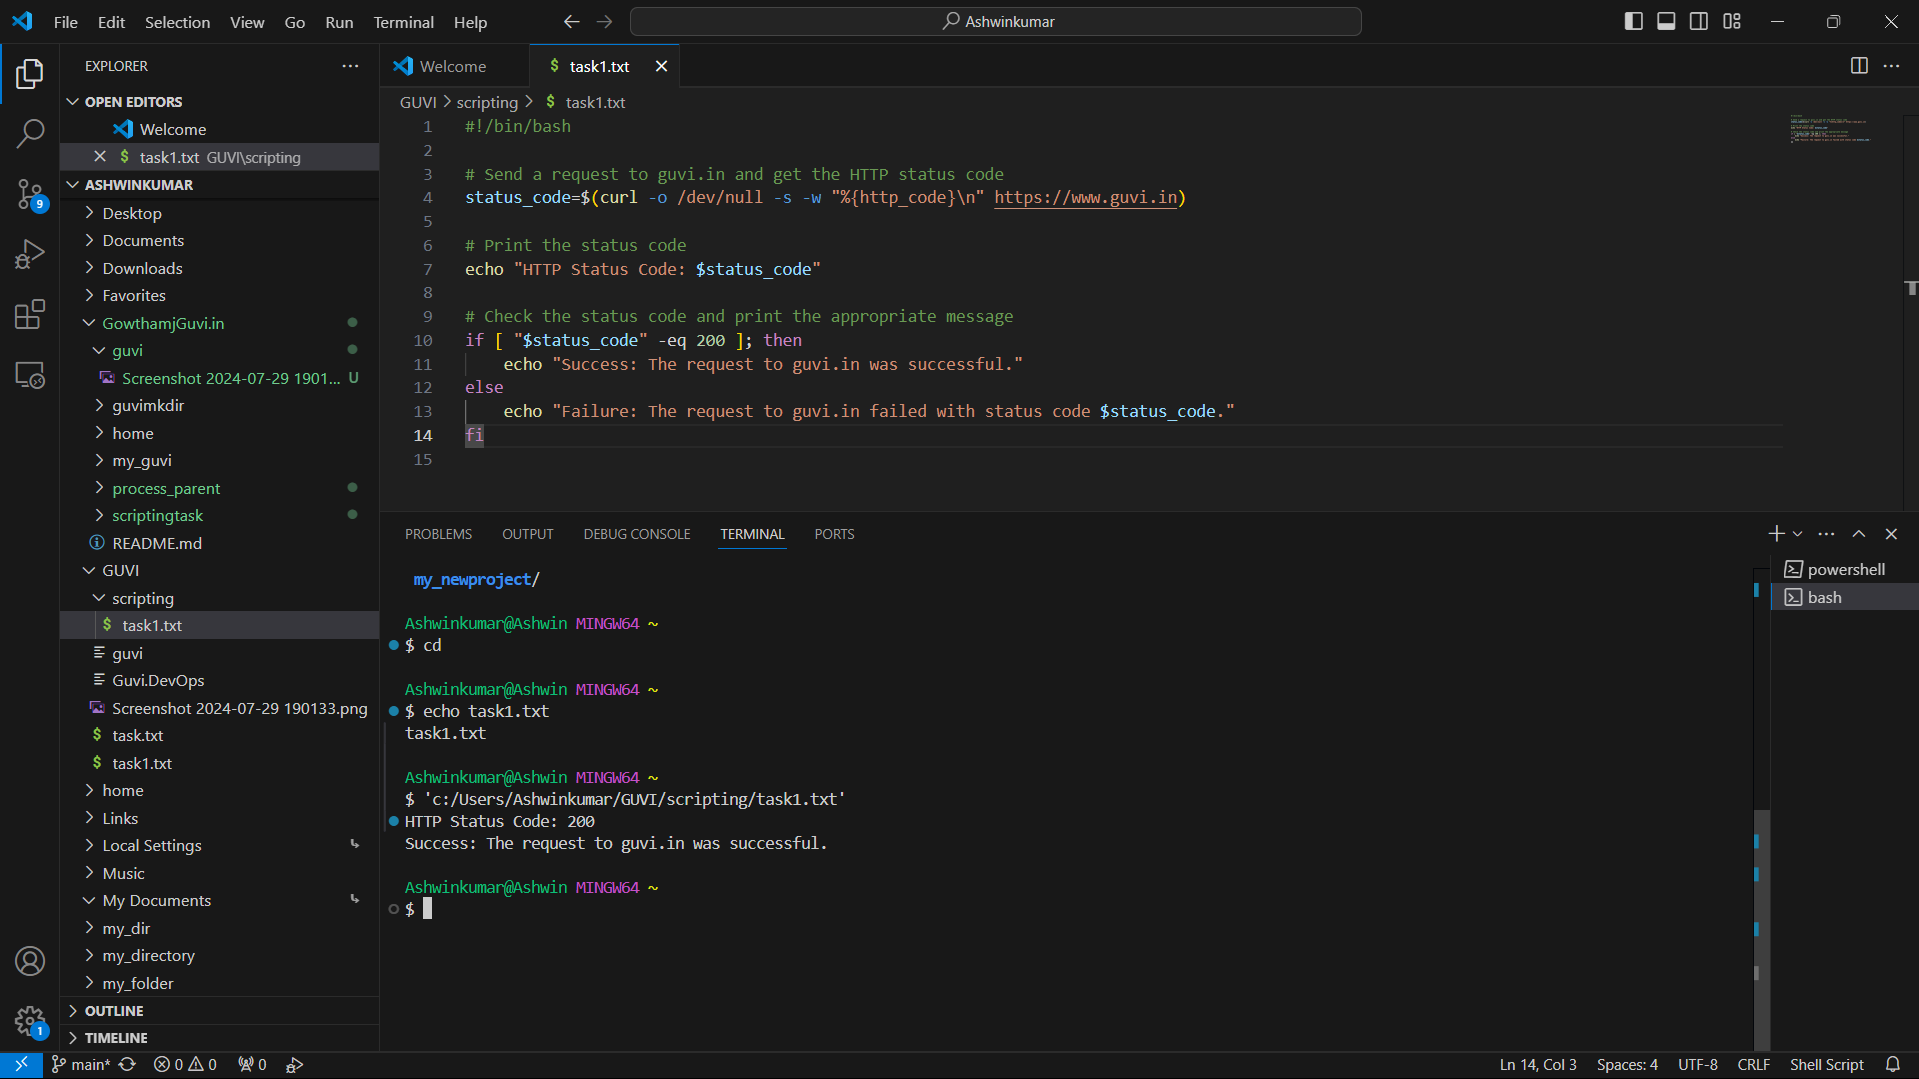 File Edit Selection View Go Run Terminal Help
Ashwinkumar
EXPLORER
OPEN EDITORS
Welcome
task1.txt GUVI\scripting
ASHWINKUMAR
Desktop
Documents
Downloads
Favorites
GowthamjGuvi.in
guvi
Screenshot 2024-07-29 1901... U
guvimkdir
home
my_guvi
process_parent
scriptingtask
README.md
GUVI
scripting
task1.txt
guvi
Guvi.DevOps
Screenshot 2024-07-29 190133.png
task.txt
task1.txt
home
Links
Local Settings
Music
My Documents
my_dir
my_directory
my_folder
OUTLINE
TIMELINE
9
1
Welcome
$ task1.txt
GUVI > scripting > $ task1.txt
1 #!/bin/bash
2
3 # Send a request to guvi.in and get the HTTP status code
4 status_code=$(curl -o /dev/null -s -w "%{http_code}\n" https://www.guvi.in)
5
6 # Print the status code
7 echo "HTTP Status Code: $status_code"
8
9 # Check the status code and print the appropriate message
10 if [ "$status_code" -eq 200 ]; then
11 echo "Success: The request to guvi.in was successful."
12 else
13 echo "Failure: The request to guvi.in failed with status code $status_code."
14 fi
15
PROBLEMS OUTPUT DEBUG CONSOLE TERMINAL PORTS
powershell
bash
my_newproject/
Ashwinkumar@Ashwin MINGW64 ~
$ cd
Ashwinkumar@Ashwin MINGW64 ~
$ echo task1.txt
task1.txt
Ashwinkumar@Ashwin MINGW64 ~
$ 'c:/Users/Ashwinkumar/GUVI/scripting/task1.txt'
HTTP Status Code: 200
Success: The request to guvi.in was successful.
Ashwinkumar@Ashwin MINGW64 ~
$
main* 0 0 0
Ln 14, Col 3 Spaces: 4 UTF-8 CRLF Shell Script